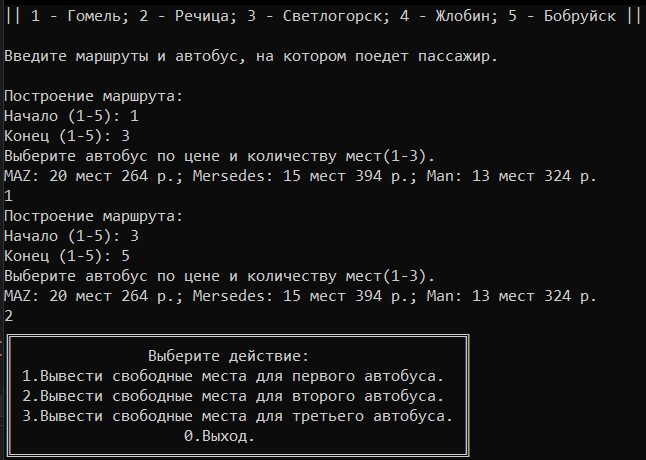 || 1 - Гомель; 2 - Речица; 3 - Светлогорск; 4 - Жлобин; 5 - Бобруйск ||
Введите маршруты и автобус, на котором поедет пассажир.
Построение маршрута:
Начало (1-5): 1
Конец (1-5): 3
Выберите автобус по цене и количеству мест(1-3).
MAZ: 20 мест 264 р.; Mersedes: 15 мест 394 р.; Man: 13 мест 324 р.
1
Построение маршрута:
Начало (1-5): 3
Конец (1-5): 5
Выберите автобус по цене и количеству мест(1-3).
MAZ: 20 мест 264 р.; Mersedes: 15 мест 394 р.; Man: 13 мест 324 р.
2
Выберите действие:
1.Вывести свободные места для первого автобуса.
2.Вывести свободные места для второго автобуса.
3.Вывести свободные места для третьего автобуса.
0.Выход.